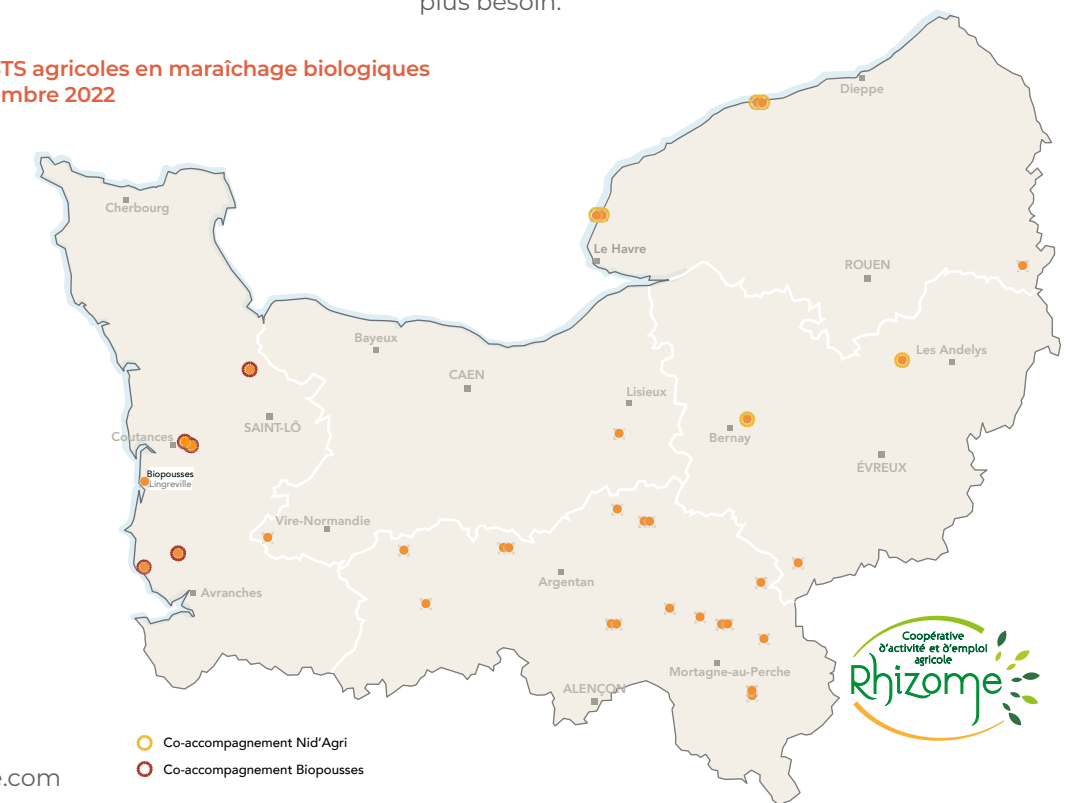 plus besoin.
TS agricoles en maraîchage biologiques
mbre 2022
Dieppe
Cherbourg
Le Havre
ROUEN
Bayeux
Les Andelys
CAEN
Lisieux
SAINT-LÔ
Coutances
Bernay
ÉVREUX
Biopousses
Lingreville
Vire-Normandie
Argentan
Avranches
Mortagne-au-Perche
ALENÇON
Coopérative
d'activité et d'emploi
agricole
Rhizome
Co-accompagnement Nid'Agri
Co-accompagnement Biopousses
e.com